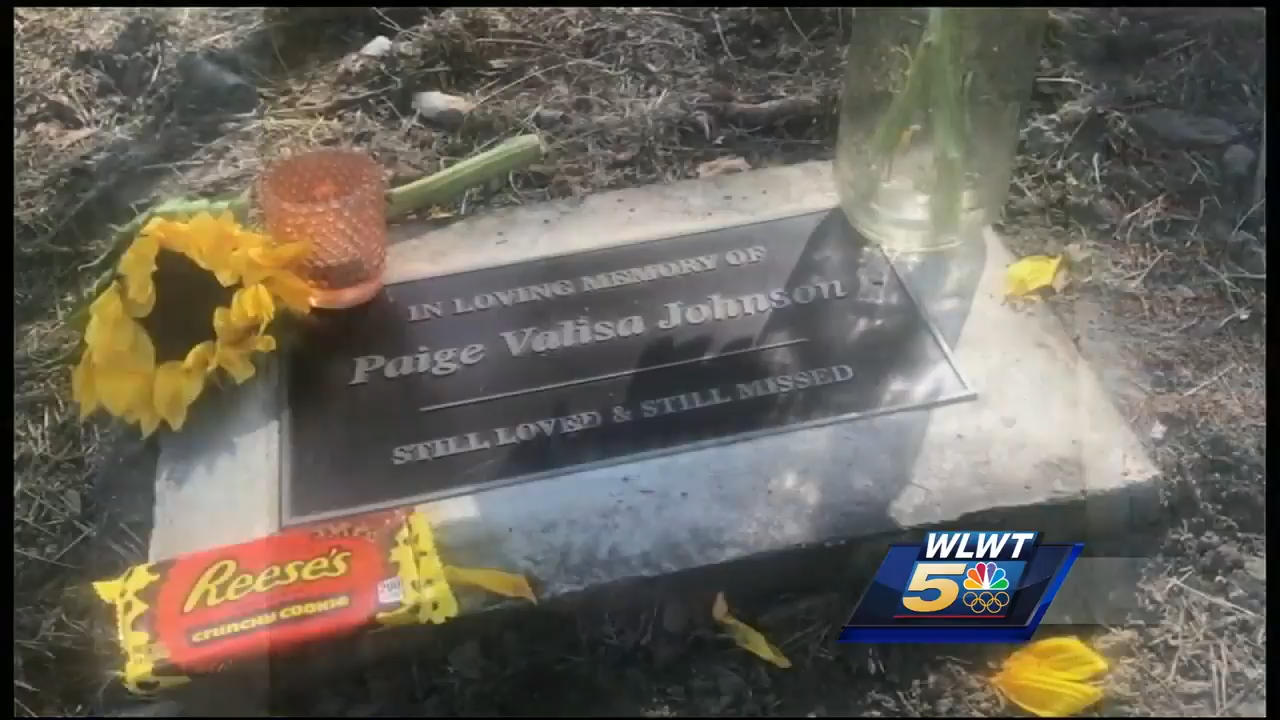 IN LOVING MEMORY OF
Paige Valisa Johnson
STILL LOVED & STILL MISSED
Reese's
crunchy cookie
WLWT
5